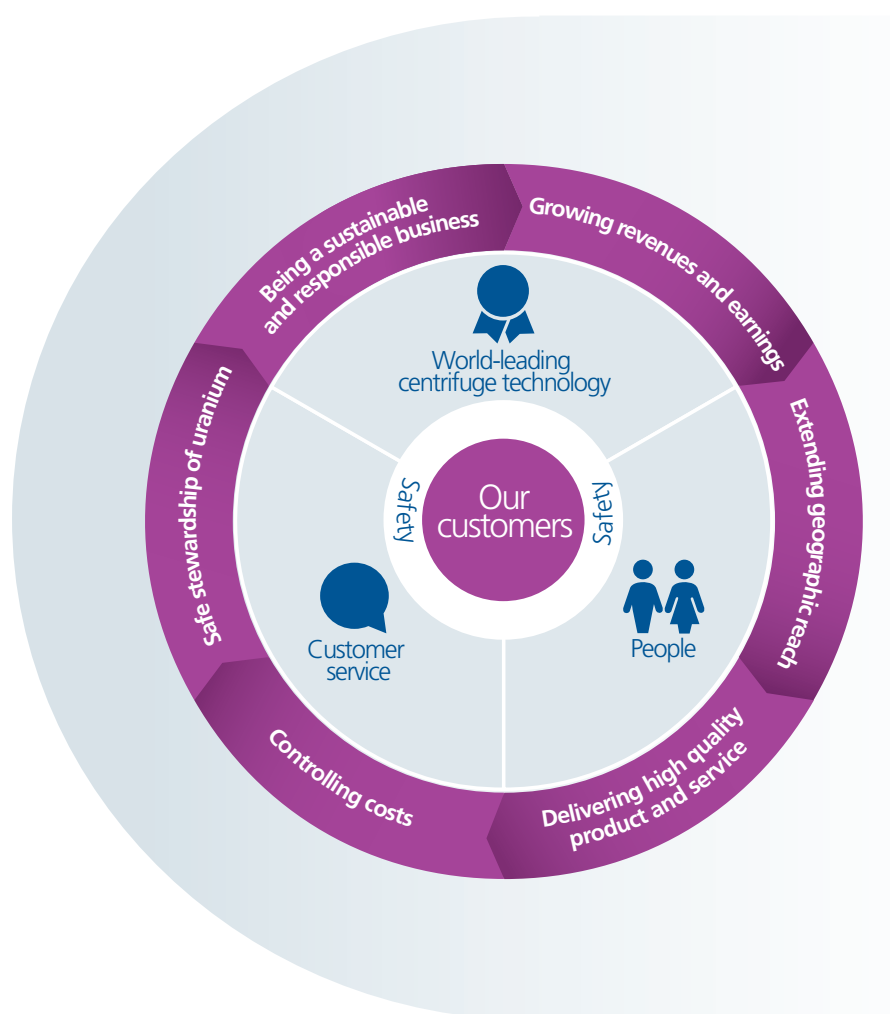 Being a sustainable
and responsible business
Growing revenues and earnings
Extending geographic reach
Delivering high quality
product and service
Controlling costs
Safe stewardship of uranium
World-leading
centrifuge technology
Safety
Our
customers
Safety
Customer
service
People